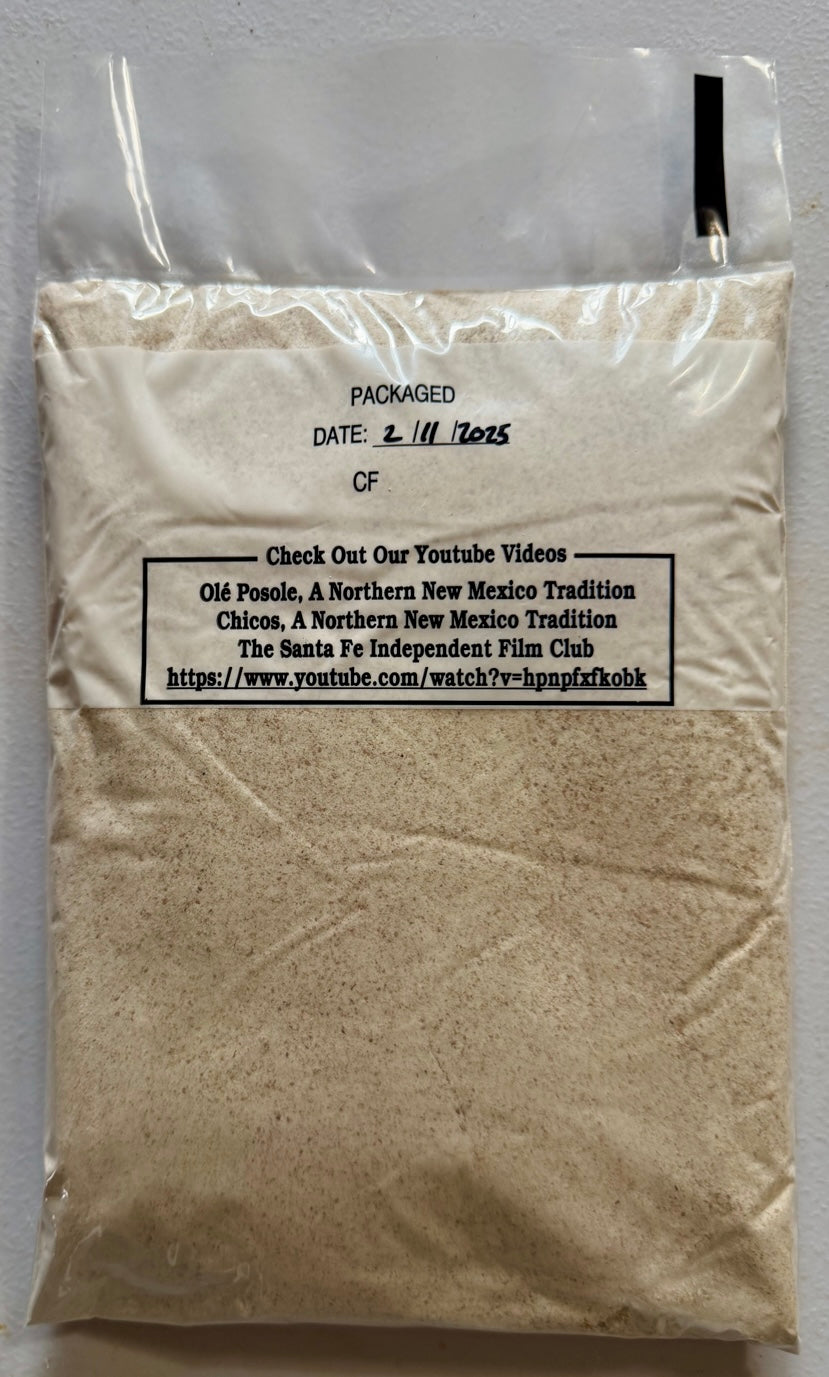 PACKAGED
DATE: 2/11/2025
CF
Check Out Our Youtube Videos
Olé Posole, A Northern New Mexico Tradition
Chicos, A Northern New Mexico Tradition
The Santa Fe Independent Film Club
https://www.youtube.com/watch?v=hpnpfxfkobk